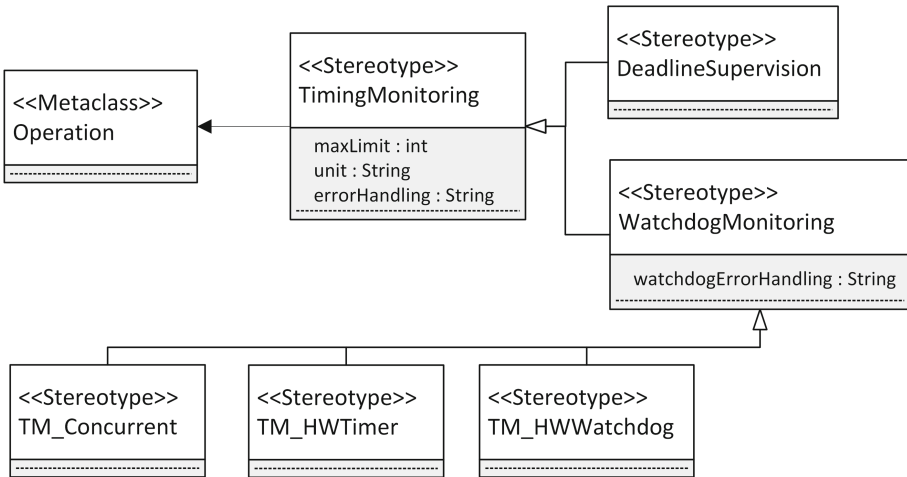 <<Metaclass>>
Operation
<<Stereotype>>
TimingMonitoring
maxLimit : int
unit : String
errorHandling : String
<<Stereotype>>
DeadlineSupervision
<<Stereotype>>
WatchdogMonitoring
watchdogErrorHandling : String
<<Stereotype>>
TM_Concurrent
<<Stereotype>>
TM_HWTimer
<<Stereotype>>
TM_HWWatchdog